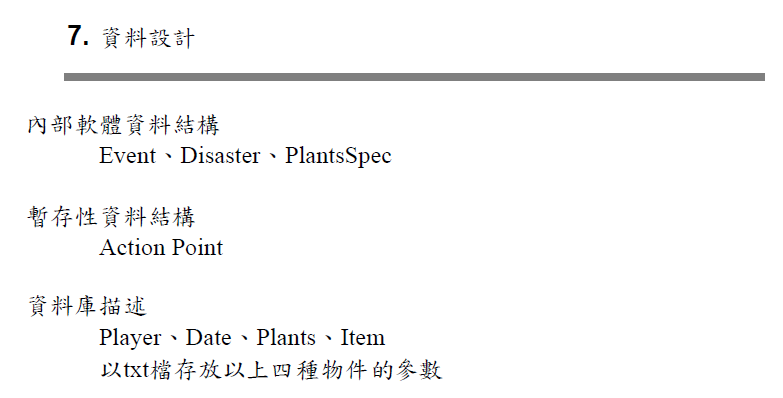 7. 資料設計
內部軟體資料結構
Event、Disaster、PlantsSpec
暫存性資料結構
Action Point
資料庫描述
Player、Date、Plants、Item
以txt檔存放以上四種物件的參數